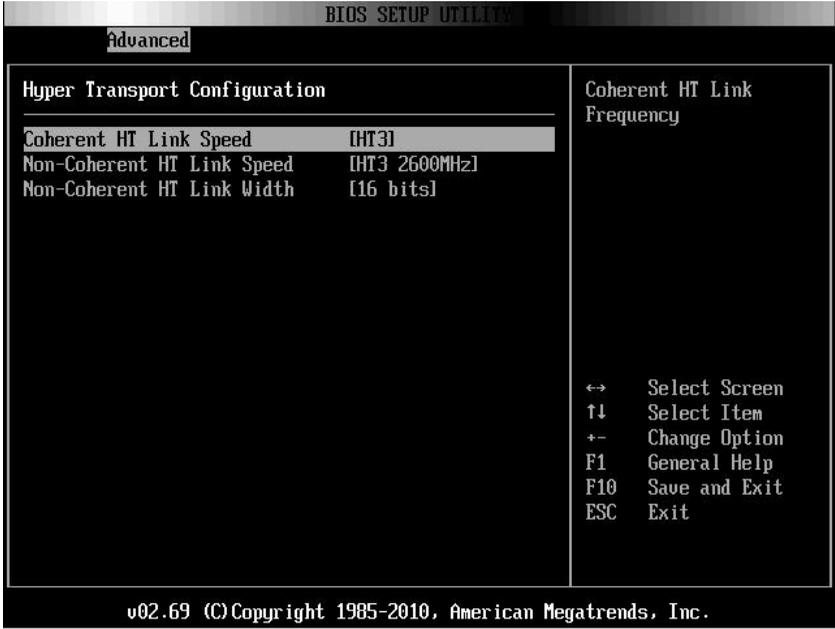 BIOS SETUP UTILITY
Advanced
Hyper Transport Configuration
Coherent HT Link Speed [HT3]
Non-Coherent HT Link Speed [HT3 2600MHz]
Non-Coherent HT Link Width [16 bits]
Coherent HT Link
Frequency
↔ Select Screen
↑↓ Select Item
+- Change Option
F1 General Help
F10 Save and Exit
ESC Exit
v02.69 (C)Copyright 1985-2010, American Megatrends, Inc.